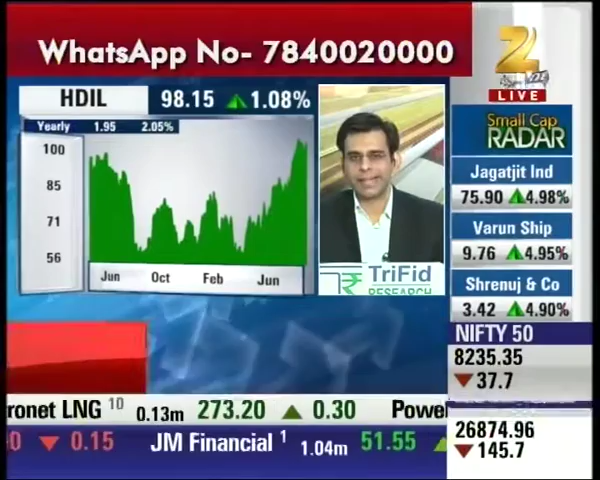 WhatsApp No- 7840020000
LIVE
HDIL 98.15 1.08%
Yearly 1.95 2.05%
100
85
71
56
Jun Oct Feb Jun
TriFid
RESEARCH
Small Cap
RADAR
Jagatjit Ind
75.90 4.98%
Varun Ship
9.76 4.95%
Shrenuj & Co
3.42 4.90%
NIFTY 50
8235.35
37.7
26874.96
145.7
ronet LNG 10 0.13m 273.20 0.30 Power
0 0.15 JM Financial 1 1.04m 51.55